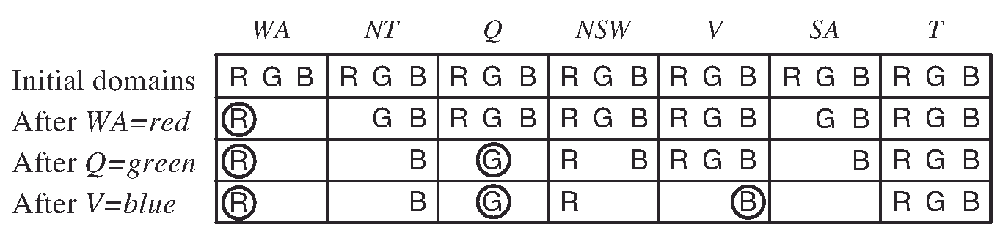 WA NT Q NSW V SA T
Initial domains R G B R G B R G B R G B R G B R G B R G B
After WA=red R G B R G B R G B R G B G B R G B
After Q=green R B G R B R G B B R G B
After V=blue R B G R B R G B